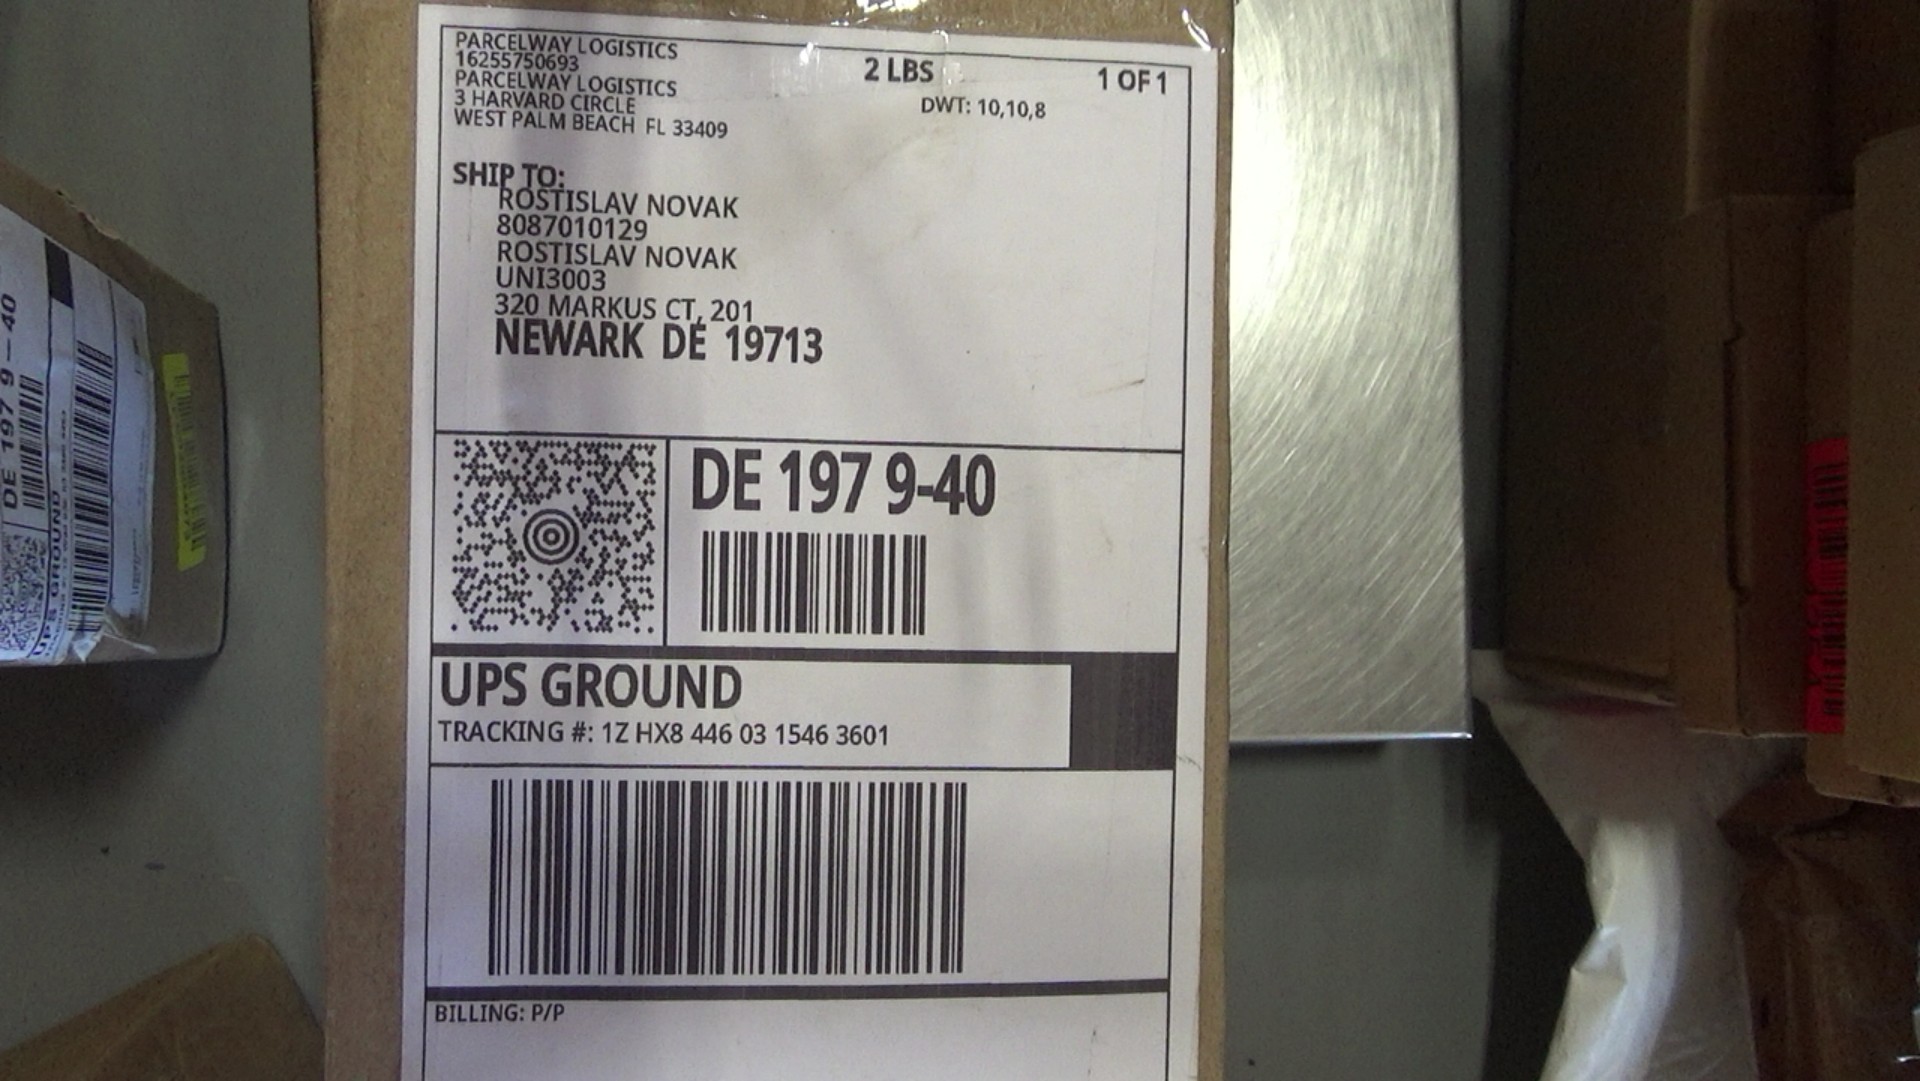 PARCELWAY LOGISTICS
16255750693
PARCELWAY LOGISTICS
3 HARVARD CIRCLE
WEST PALM BEACH FL 33409
2 LBS
1 OF 1
DWT: 10,10,8
SHIP TO:
ROSTISLAV NOVAK
8087010129
ROSTISLAV NOVAK
UNI3003
320 MARKUS CT, 201
NEWARK DE 19713
DE 197 9-40
UPS GROUND
TRACKING #: 1Z HX8 446 03 1546 3601
BILLING: P/P
DE 197 9-40
UPS GROUND